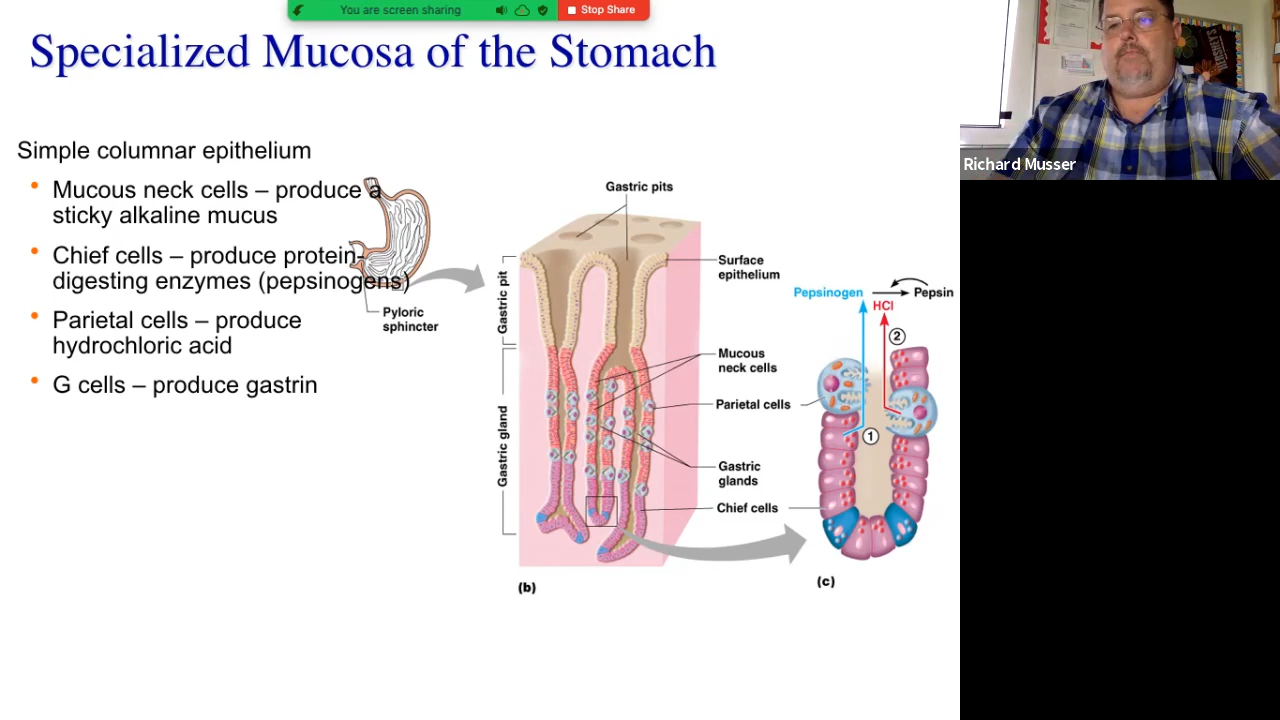 You are screen sharing
Stop Share
Specialized Mucosa of the Stomach
Simple columnar epithelium
• Mucous neck cells – produce a
sticky alkaline mucus
• Chief cells – produce protein-
digesting enzymes (pepsinogens)
• Parietal cells – produce
hydrochloric acid
• G cells – produce gastrin
Pyloric
sphincter
Gastric pits
Surface
epithelium
Gastric pit
Mucous
neck cells
Parietal cells
Gastric gland
Gastric
glands
Chief cells
(b)
Pepsinogen
Pepsin
HCl
2
1
(c)
Richard Musser